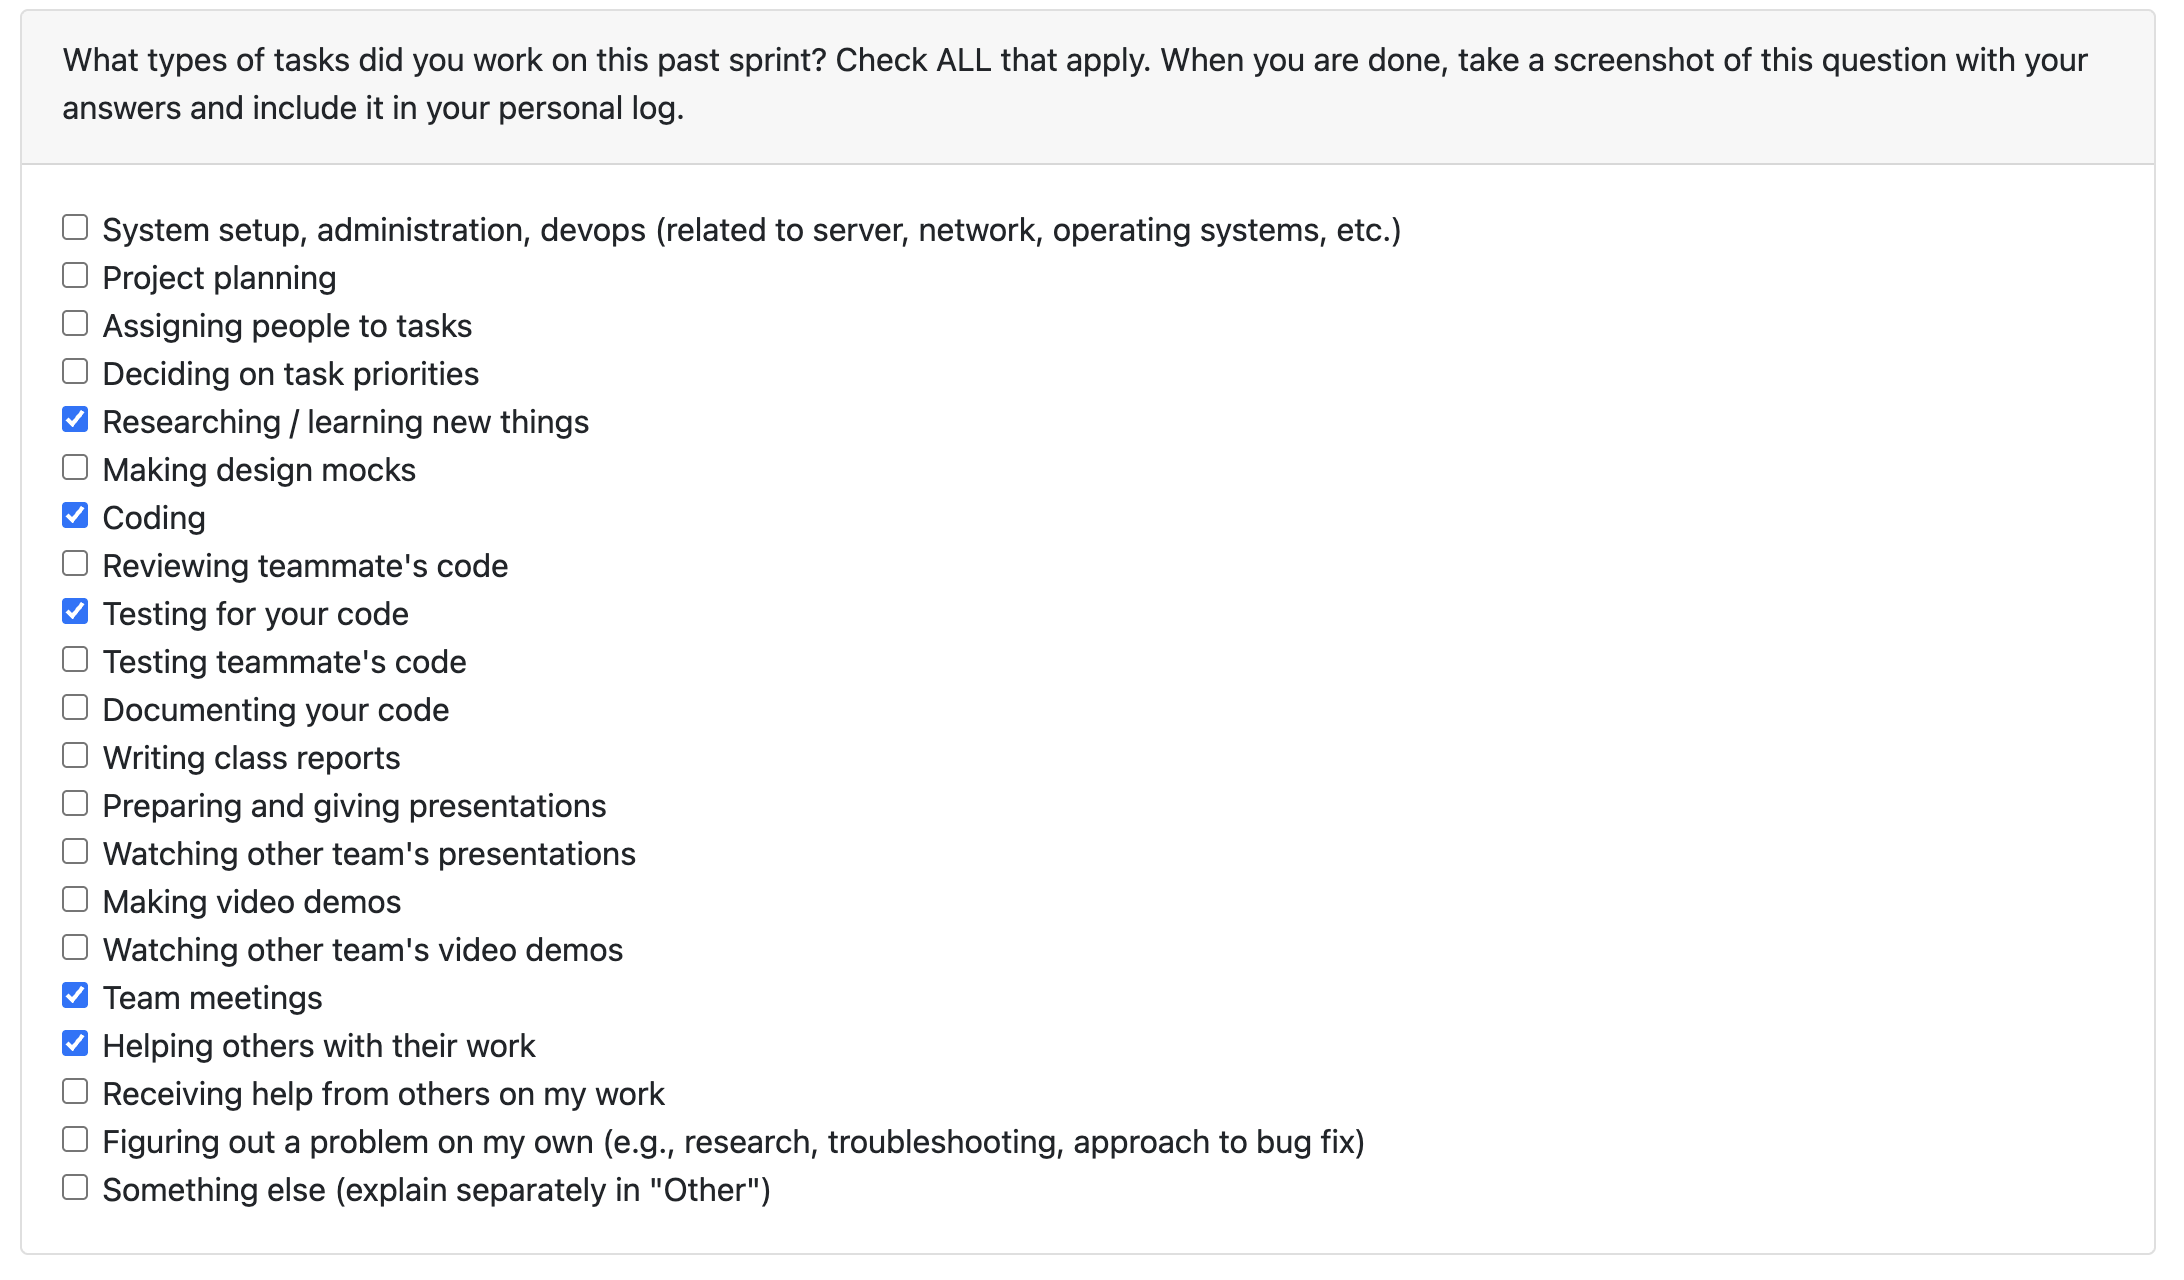 What types of tasks did you work on this past sprint? Check ALL that apply. When you are done, take a screenshot of this question with your
answers and include it in your personal log.
System setup, administration, devops (related to server, network, operating systems, etc.)
Project planning
Assigning people to tasks
Deciding on task priorities
Researching / learning new things
Making design mocks
Coding
Reviewing teammate's code
Testing for your code
Testing teammate's code
Documenting your code
Writing class reports
Preparing and giving presentations
Watching other team's presentations
Making video demos
Watching other team's video demos
Team meetings
Helping others with their work
Receiving help from others on my work
Figuring out a problem on my own (e.g., research, troubleshooting, approach to bug fix)
Something else (explain separately in "Other")